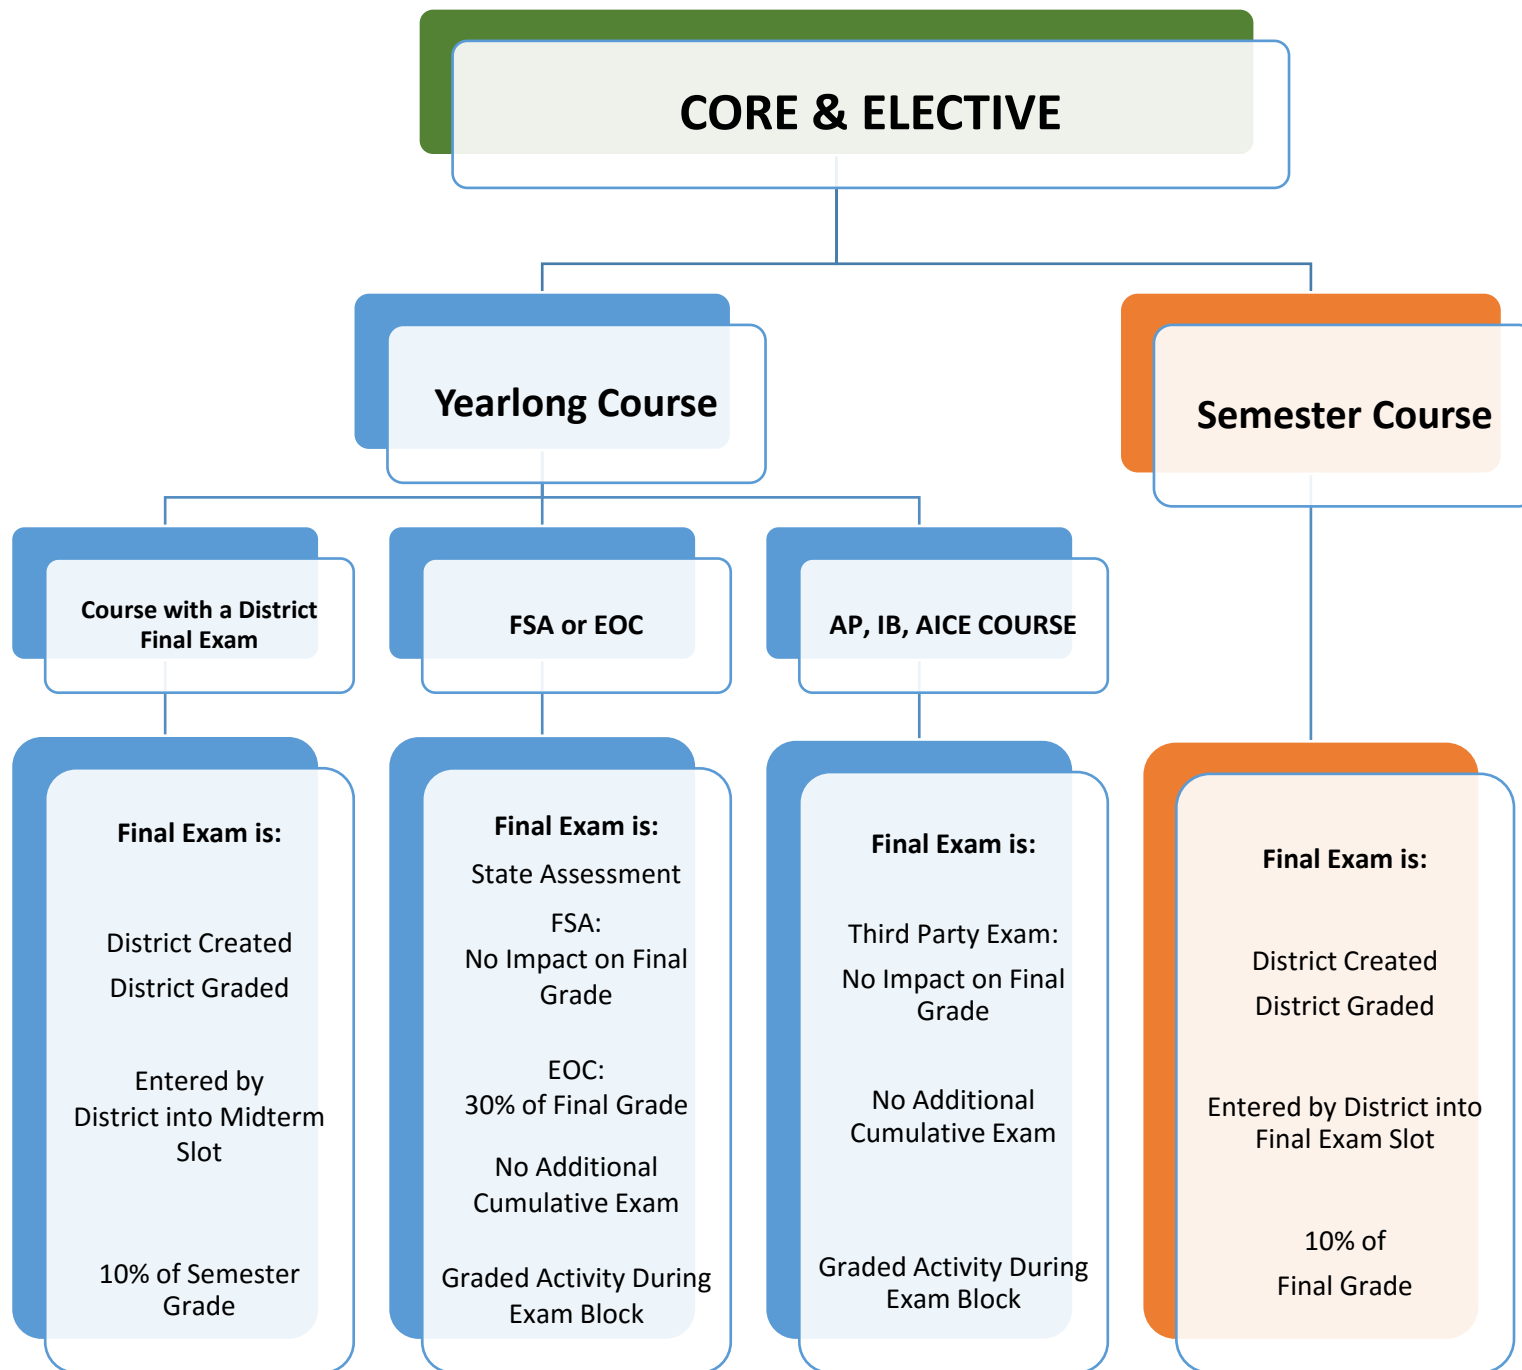 CORE & ELECTIVE
Yearlong Course
Semester Course
Course with a District
Final Exam
FSA or EOC
AP, IB, AICE COURSE
Final Exam is:
District Created
District Graded
Entered by
District into Midterm
Slot
10% of Semester
Grade
Final Exam is:
State Assessment
FSA:
No Impact on Final
Grade
EOC:
30% of Final Grade
No Additional
Cumulative Exam
Graded Activity During
Exam Block
Final Exam is:
Third Party Exam:
No Impact on Final
Grade
No Additional
Cumulative Exam
Graded Activity During
Exam Block
Final Exam is:
District Created
District Graded
Entered by District into
Final Exam Slot
10% of
Final Grade